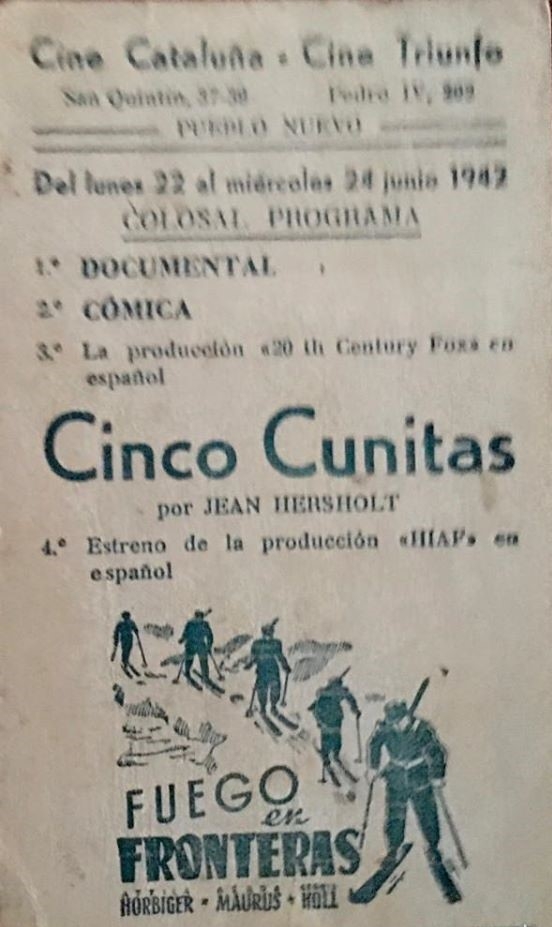 Cine Cataluña - Cine Triunfo
San Quintín, 37-39 Pedro IV, 209
PUEBLO NUEVO
Del lunes 22 al miércoles 24 junio 1942
COLOSAL PROGRAMA
1.º DOCUMENTAL
2.º CÓMICA
3.º La producción «20 th Century Fox» en
español
Cinco Cunitas
por JEAN HERSHOLT
4.º Estreno de la producción «HIAF» en
español
FUEGO
en
FRONTERAS
HÖRBIGER - MAURUS - HOLL